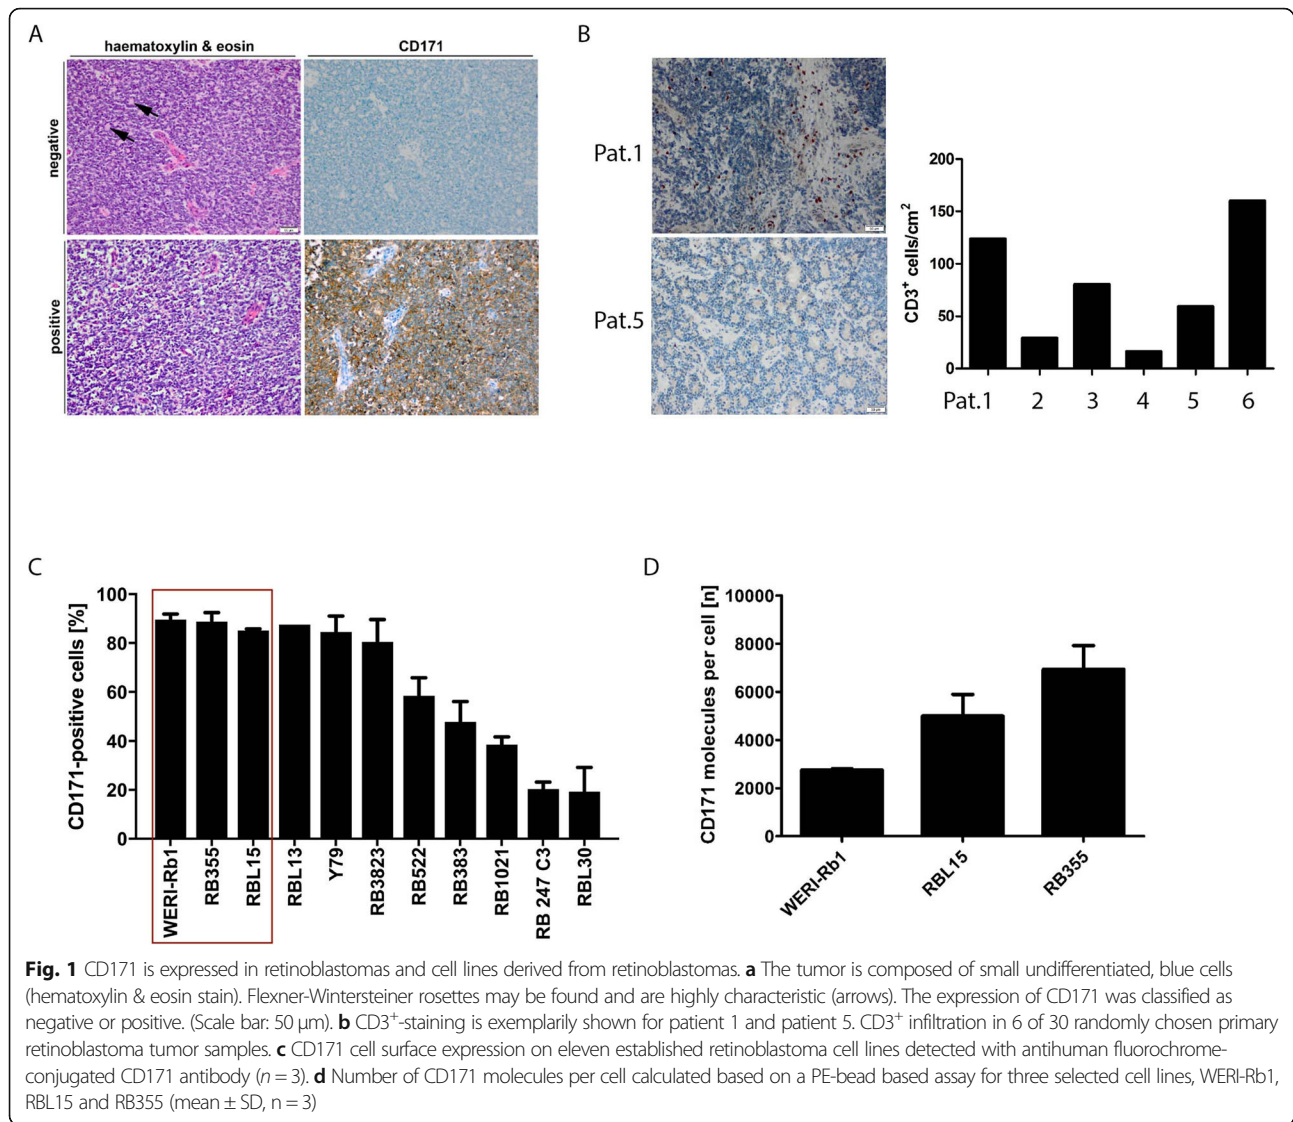 A
haematoxylin & eosin
CD171
negative
positive
B
Pat.1
Pat.5
CD3+ cells/cm2
200
150
100
50
0
Pat.1 2 3 4 5 6
C
CD171-positive cells [%]
100
80
60
40
20
0
WERI-Rb1
RB355
RBL15
RBL13
Y79
RB3823
RB522
RB383
RB1021
RB 247 C3
RBL30
D
CD171 molecules per cell [n]
10000
8000
6000
4000
2000
0
WERI-Rb1
RBL15
RB355
Fig. 1 CD171 is expressed in retinoblastomas and cell lines derived from retinoblastomas. a The tumor is composed of small undifferentiated, blue cells
(hematoxylin & eosin stain). Flexner-Wintersteiner rosettes may be found and are highly characteristic (arrows). The expression of CD171 was classified as
negative or positive. (Scale bar: 50 μm). b CD3+-staining is exemplarily shown for patient 1 and patient 5. CD3+ infiltration in 6 of 30 randomly chosen primary
retinoblastoma tumor samples. c CD171 cell surface expression on eleven established retinoblastoma cell lines detected with antihuman fluorochrome-
conjugated CD171 antibody (n = 3). d Number of CD171 molecules per cell calculated based on a PE-bead based assay for three selected cell lines, WERI-Rb1,
RBL15 and RB355 (mean ± SD, n = 3)